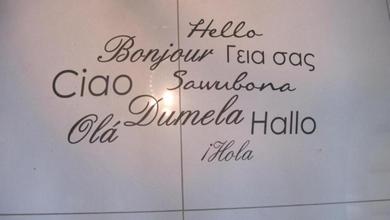 Hello
Bonjour Γεια σας
Ciao Sawubona
Olá Dumela Hallo
¡Hola